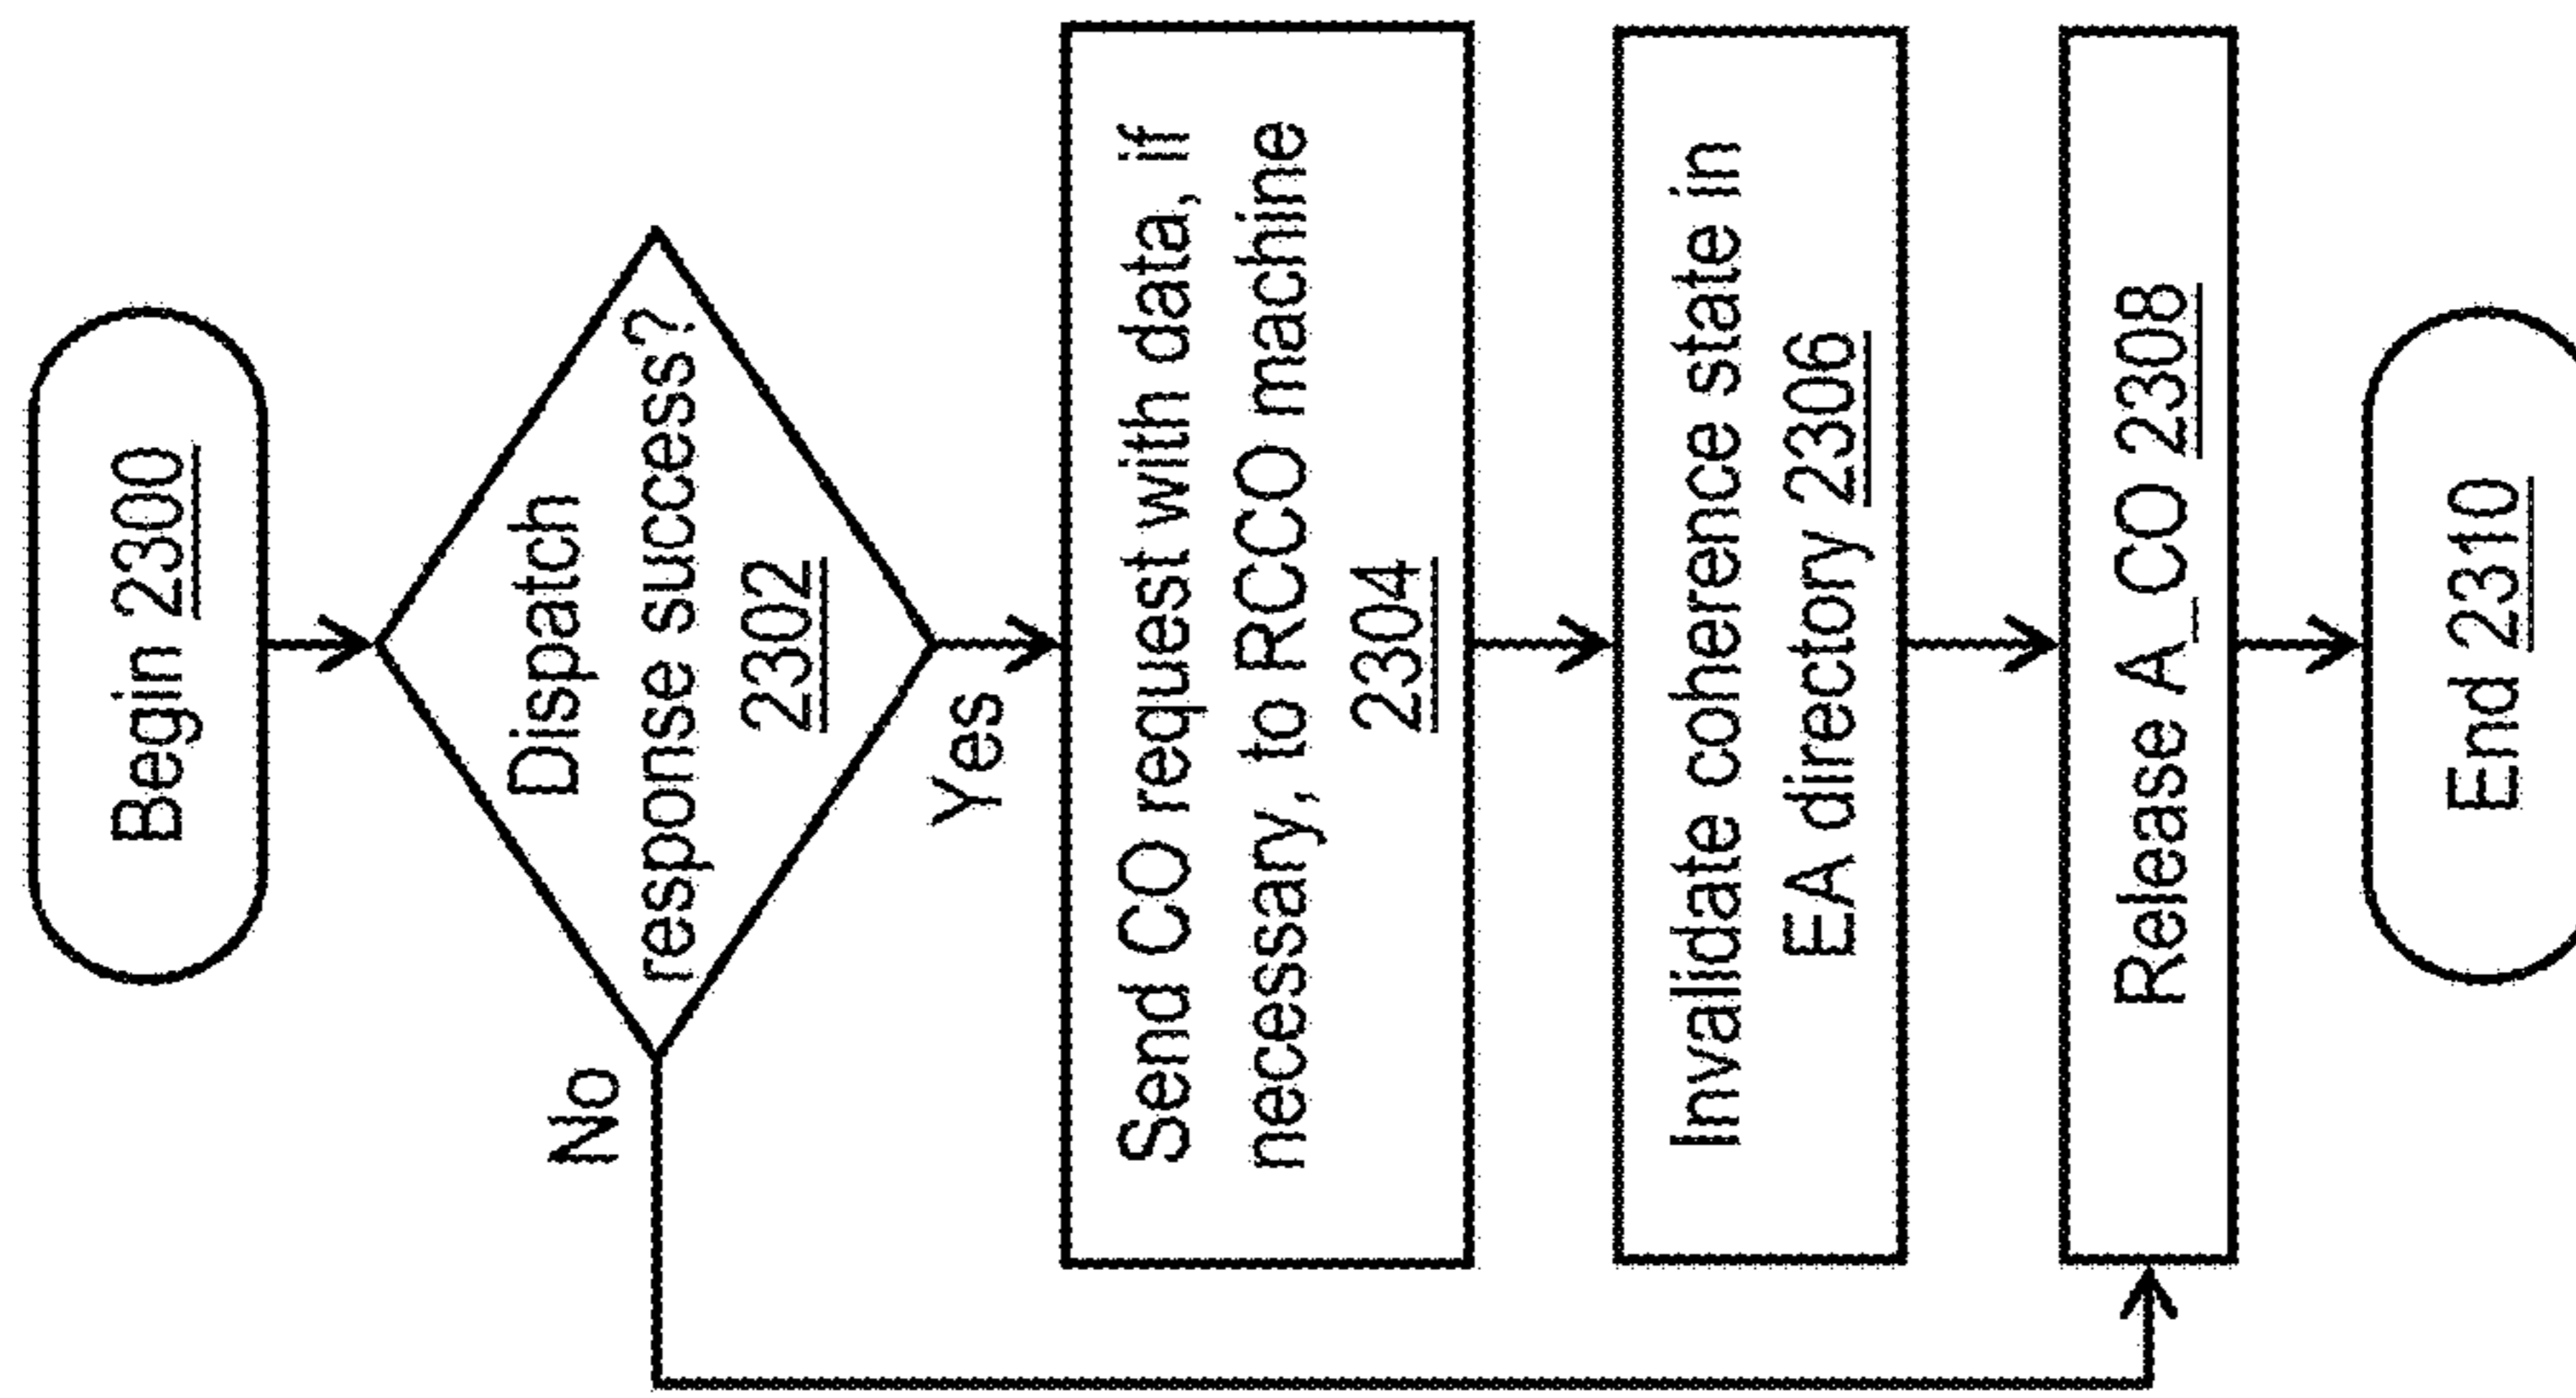 Begin 2300
Dispatch
response success?
2302
No
Yes
Send CO request with data, if
necessary, to RCCO machine
2304
Invalidate coherence state in
EA directory 2306
Release A_CO 2308
End 2310